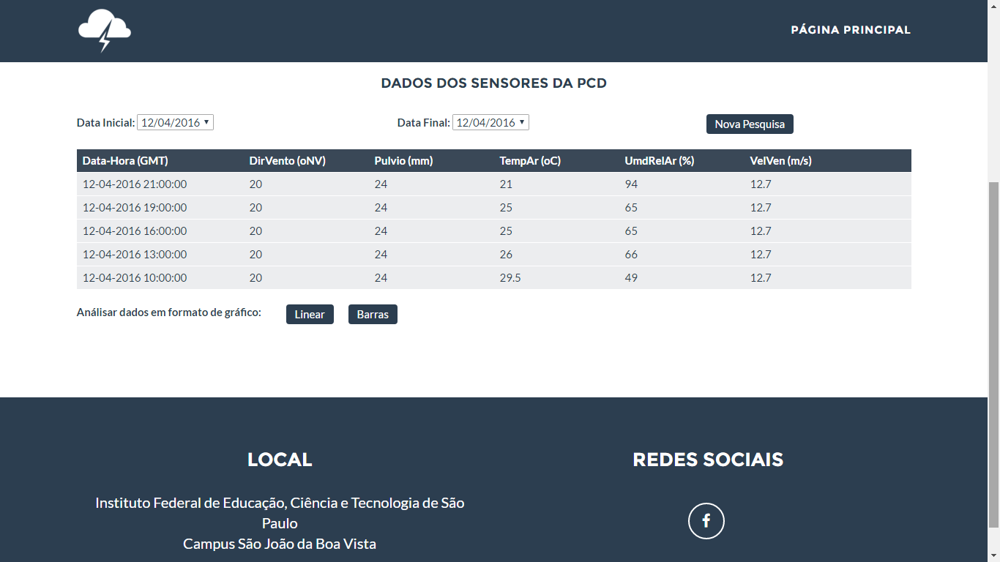 PÁGINA PRINCIPAL
DADOS DOS SENSORES DA PCD
Data Inicial: 12/04/2016 Data Final: 12/04/2016 Nova Pesquisa
Data-Hora (GMT) DirVento (oNV) Pulvio (mm) TempAr (oC) UmdRelAr (%) VelVen (m/s)
12-04-2016 21:00:00 20 24 21 94 12.7
12-04-2016 19:00:00 20 24 25 65 12.7
12-04-2016 16:00:00 20 24 25 65 12.7
12-04-2016 13:00:00 20 24 26 66 12.7
12-04-2016 10:00:00 20 24 29.5 49 12.7
Análisar dados em formato de gráfico: Linear Barras
LOCAL
Instituto Federal de Educação, Ciência e Tecnologia de São
Paulo
Campus São João da Boa Vista
REDES SOCIAIS